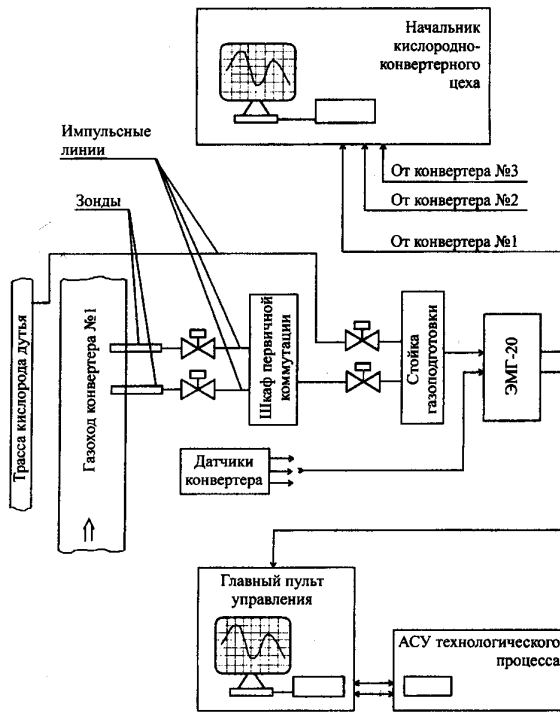 Начальник
кислородно-
конвертерного
цеха
Импульсные
линии
Зонды
От конвертера №3
От конвертера №2
От конвертера №1
Трасса кислорода дутья
Газоход конвертера №1
Шкаф первичной
коммутации
Стойка
газоподготовки
ЭМГ-20
Датчики
конвертера
Главный пульт
управления
АСУ технологического
процесса